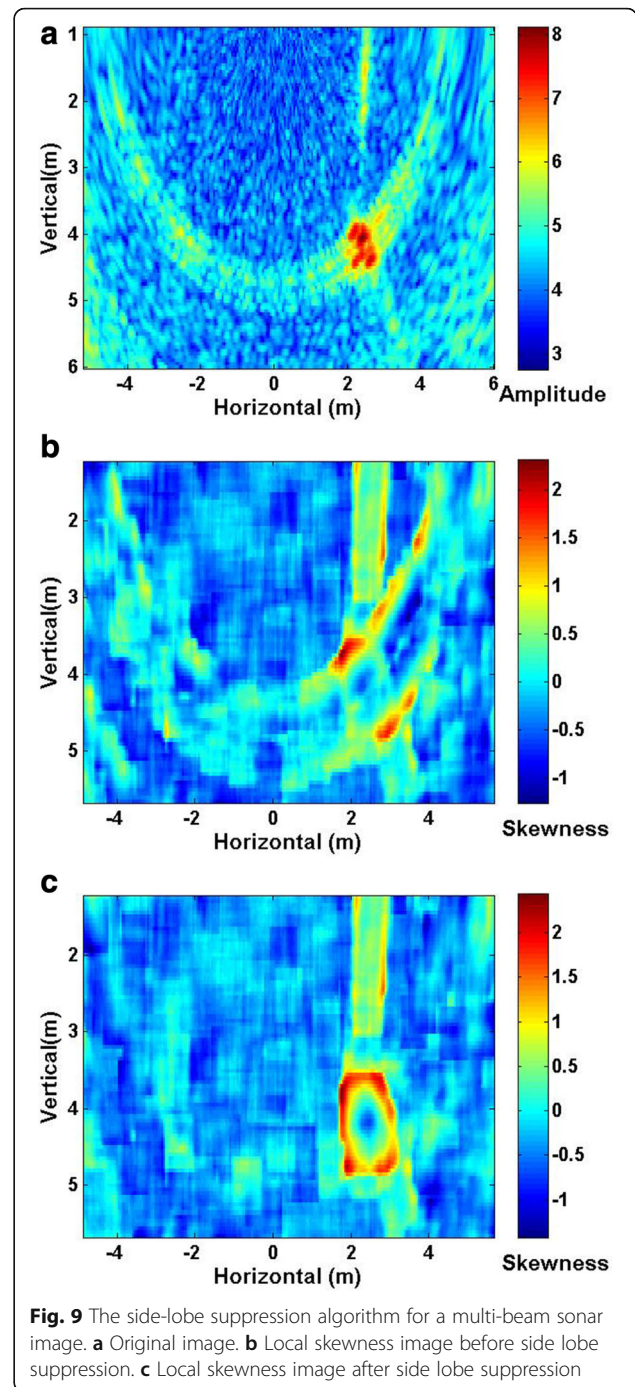 a
1
2
3
4
5
6
Vertical(m)
-4 -2 0 2 4 6
Horizontal (m)
8
7
6
5
4
3
Amplitude
b
2
3
4
5
Vertical(m)
-4 -2 0 2 4
Horizontal (m)
2
1.5
1
0.5
0
-0.5
-1
Skewness
c
2
3
4
5
Vertical(m)
-4 -2 0 2 4
Horizontal (m)
2
1.5
1
0.5
0
-0.5
-1
Skewness
Fig. 9 The side-lobe suppression algorithm for a multi-beam sonar
image. a Original image. b Local skewness image before side lobe
suppression. c Local skewness image after side lobe suppression